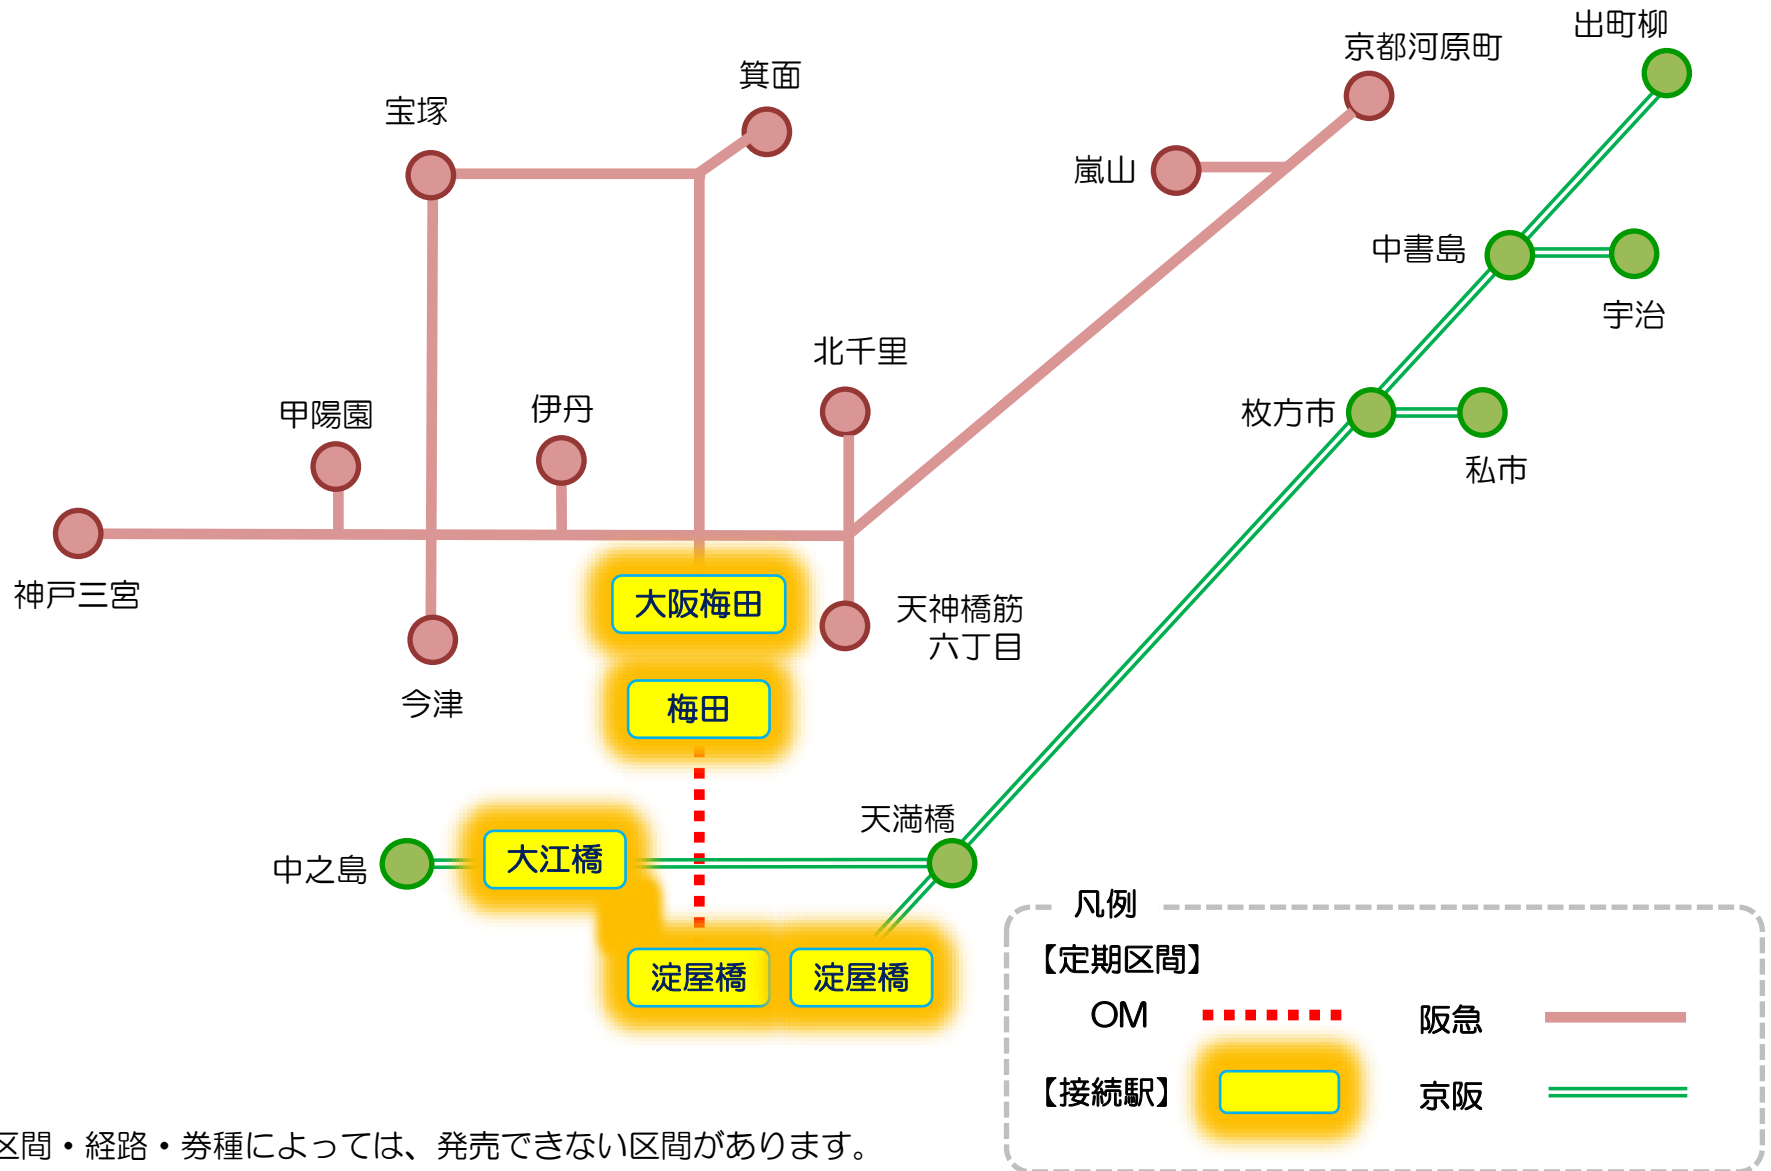 出町柳
京都河原町
箕面
宝塚
嵐山
中書島
宇治
北千里
甲陽園
伊丹
枚方市
私市
神戸三宮
大阪梅田
天神橋筋
六丁目
今津
梅田
天満橋
中之島
大江橋
淀屋橋
淀屋橋
凡例
【定期区間】
OM
阪急
【接続駅】
京阪
区間・経路・券種によっては、発売できない区間があります。